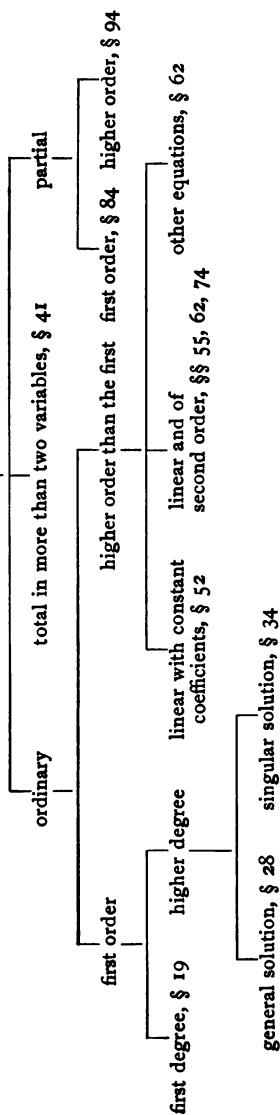 ordinary
total in more than two variables, § 41
partial
first order
higher order than the first
first order, § 84
higher order, § 94
first degree, § 19
higher degree
linear with constant
coefficients, § 52
linear and of
second order, §§ 55, 62, 74
other equations, § 62
general solution, § 28
singular solution, § 34